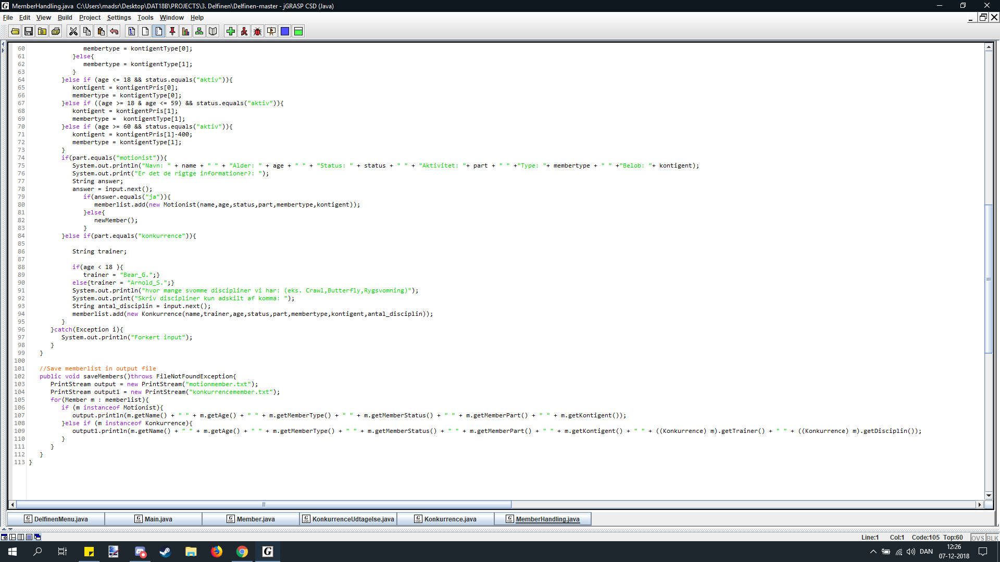 MemberHandling.java  C:\Users\madsr\Desktop\DAT18B\PROJECTS\3. Delfinen\Delfinen-master - jGRASP CSD (Java)
File Edit View Build Project Settings Tools Window Help
60 membertype = kontigentType[0];
61 }else{
62 membertype = kontigentType[1];
63 }
64 }else if (age <= 18 && status.equals("aktiv")){
65 kontigent = kontigentPris[0];
66 membertype = kontigentType[0];
67 }else if ((age >= 18 & age <= 59) && status.equals("aktiv")){
68 kontigent = kontigentPris[1];
69 membertype =  kontigentType[1];
70 }else if (age >= 60 && status.equals("aktiv")){
71 kontigent = kontigentPris[1]-400;
72 membertype = kontigentType[1];
73 }
74 if(part.equals("motionist")){
75 System.out.println("Navn: " + name + " " + "Alder: " + age + " " + "Status: " + status + " " + "Aktivitet: "+ part + " " +"Type: "+ membertype + " " +"Belob: "+ kontigent);
76 System.out.print("Er det de rigtge informationer?: ");
77 String answer;
78 answer = input.next();
79 if(answer.equals("ja")){
80 memberlist.add(new Motionist(name,age,status,part,membertype,kontigent));
81 }else{
82 newMember();
83 }
84 }else if(part.equals("konkurrence")){
85
86 String trainer;
87
88 if(age < 18 ){
89 trainer = "Bear_G.";}
90 else{trainer = "Arnold_S.";}
91 System.out.println("hvor mange svomme discipliner vi har: (eks. Crawl,Butterfly,Rygsvomning)");
92 System.out.print("Skriv discipliner kun adskilt af komma: ");
93 String antal_disciplin = input.next();
94 memberlist.add(new Konkurrence(name,trainer,age,status,part,membertype,kontigent,antal_disciplin));
95 }
96 }catch(Exception i){
97 System.out.println("Forkert input");
98 }
99 }
100
101 //Save memberlist in output file
102 public void saveMembers()throws FileNotFoundException{
103 PrintStream output = new PrintStream("motionmember.txt");
104 PrintStream output1 = new PrintStream("konkurrencemember.txt");
105 for(Member m : memberlist){
106 if (m instanceof Motionist){
107 output.println(m.getName() + " " + m.getAge() + " " + m.getMemberType() + " " + m.getMemberStatus() + " " + m.getMemberPart() + " " + m.getKontigent());
108 }else if (m instanceof Konkurrence){
109 output1.println(m.getName() + " " + m.getAge() + " " + m.getMemberType() + " " + m.getMemberStatus() + " " + m.getMemberPart() + " " + m.getKontigent() + " " + ((Konkurrence) m).getTrainer() + " " + ((Konkurrence) m).getDisciplin());
110 }
111 }
112 }
113 }
DelfinenMenu.java Main.java Member.java KonkurrenceUdtagelse.java Konkurrence.java MemberHandling.java
Line:1 Col:1 Code:105 Top:60 OVS BLK
DAN 12:26
07-12-2018